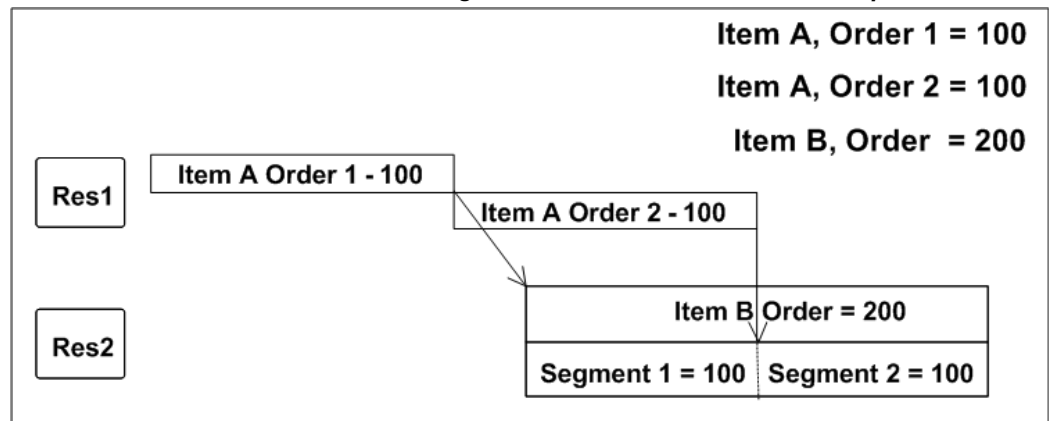 Item A, Order 1 = 100
Item A, Order 2 = 100
Item B, Order = 200
Res1
Item A Order 1 - 100
Item A Order 2 - 100
Res2
Item B Order = 200
Segment 1 = 100
Segment 2 = 100